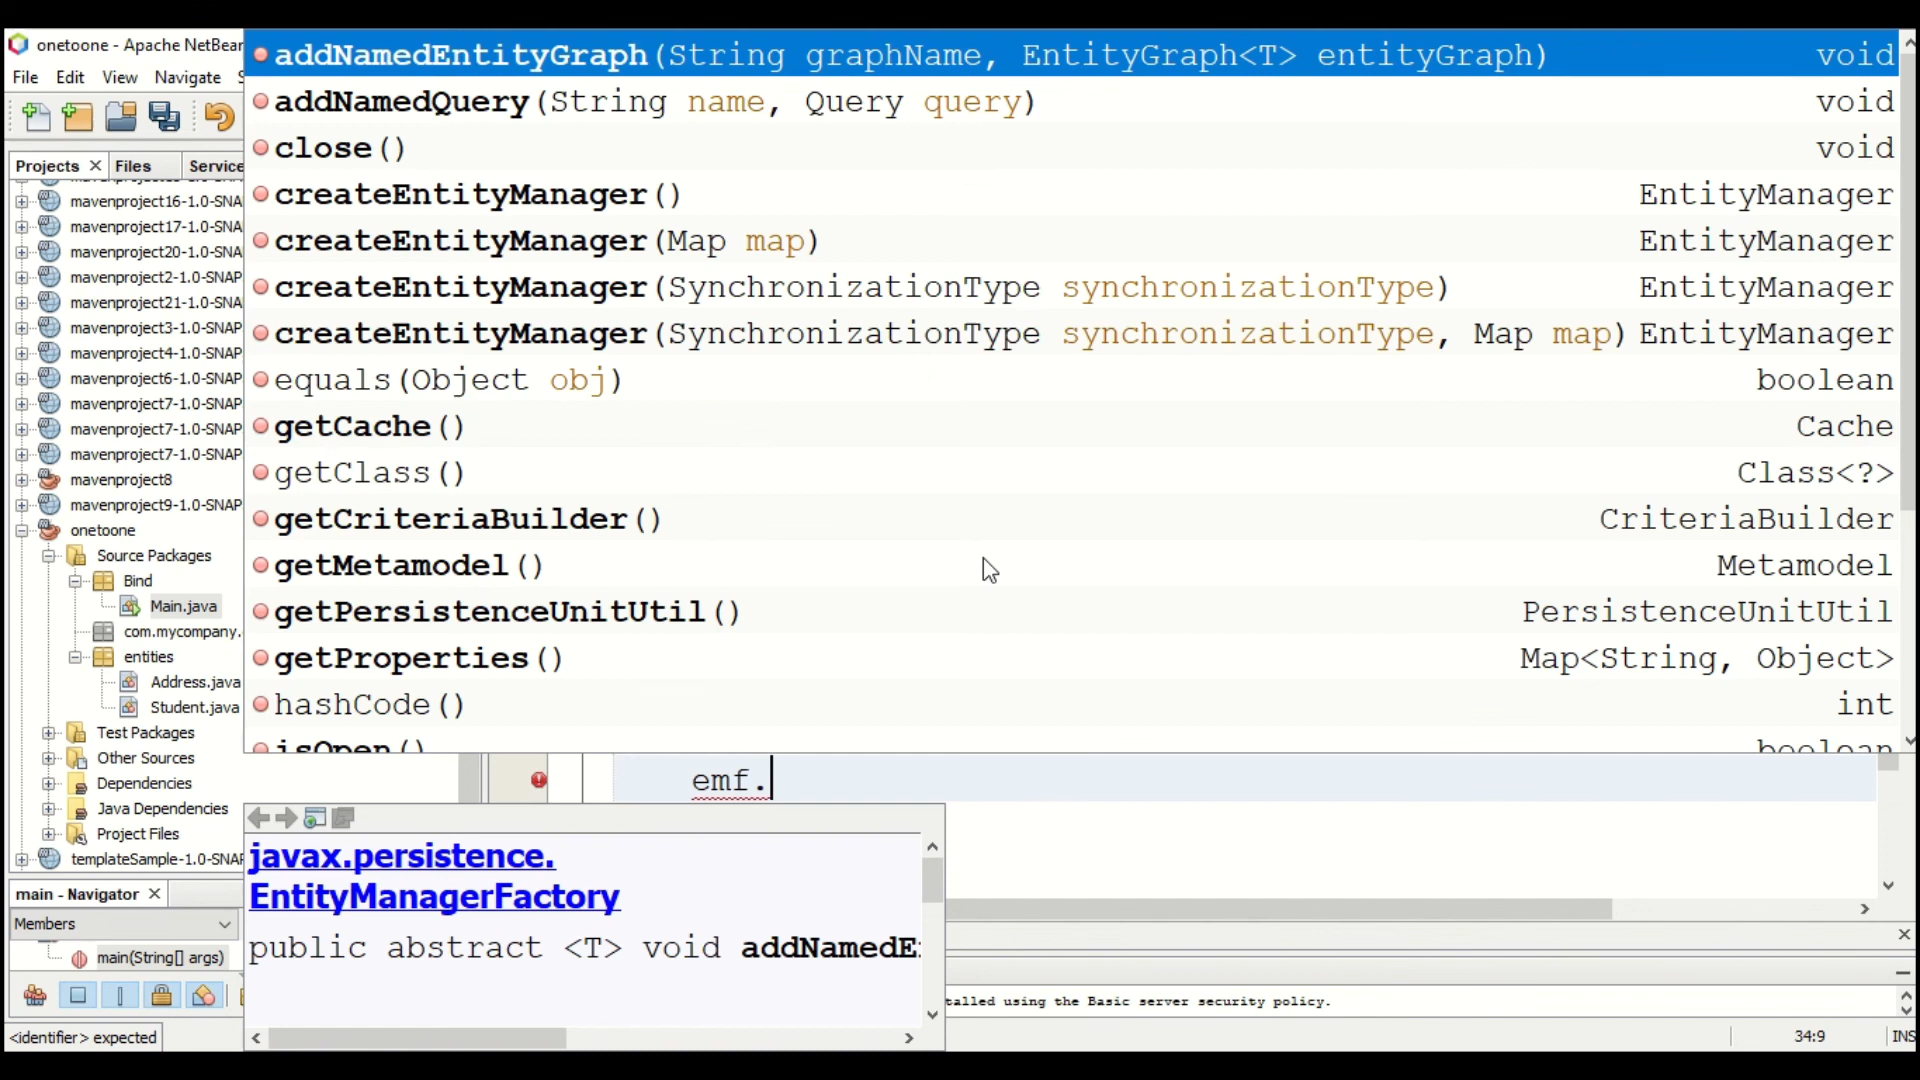 onetoone - Apache NetBean
File Edit View Navigate S
Projects Files Service
mavenproject16-1.0-SNA
mavenproject17-1.0-SNA
mavenproject20-1.0-SNA
mavenproject2-1.0-SNAP
mavenproject21-1.0-SNA
mavenproject3-1.0-SNAP
mavenproject4-1.0-SNAP
mavenproject6-1.0-SNAP
mavenproject7-1.0-SNAP
mavenproject7-1.0-SNAP
mavenproject7-1.0-SNAP
mavenproject8
mavenproject9-1.0-SNAP
onetoone
Source Packages
Bind
Main.java
com.mycompany.
entities
Address.java
Student.java
Test Packages
Other Sources
Dependencies
Java Dependencies
Project Files
templateSample-1.0-SNAP
main - Navigator
Members
main(String[] args)
<identifier> expected
addNamedEntityGraph(String graphName, EntityGraph<T> entityGraph) void
addNamedQuery(String name, Query query) void
close() void
createEntityManager() EntityManager
createEntityManager(Map map) EntityManager
createEntityManager(SynchronizationType synchronizationType) EntityManager
createEntityManager(SynchronizationType synchronizationType, Map map) EntityManager
equals(Object obj) boolean
getCache() Cache
getClass() Class<?>
getCriteriaBuilder() CriteriaBuilder
getMetamodel() Metamodel
getPersistenceUnitUtil() PersistenceUnitUtil
getProperties() Map<String, Object>
hashCode() int
isOpen() boolean
emf.
javax.persistence.
EntityManagerFactory
public abstract <T> void addNamedE
talled using the Basic server security policy.
34:9 INS